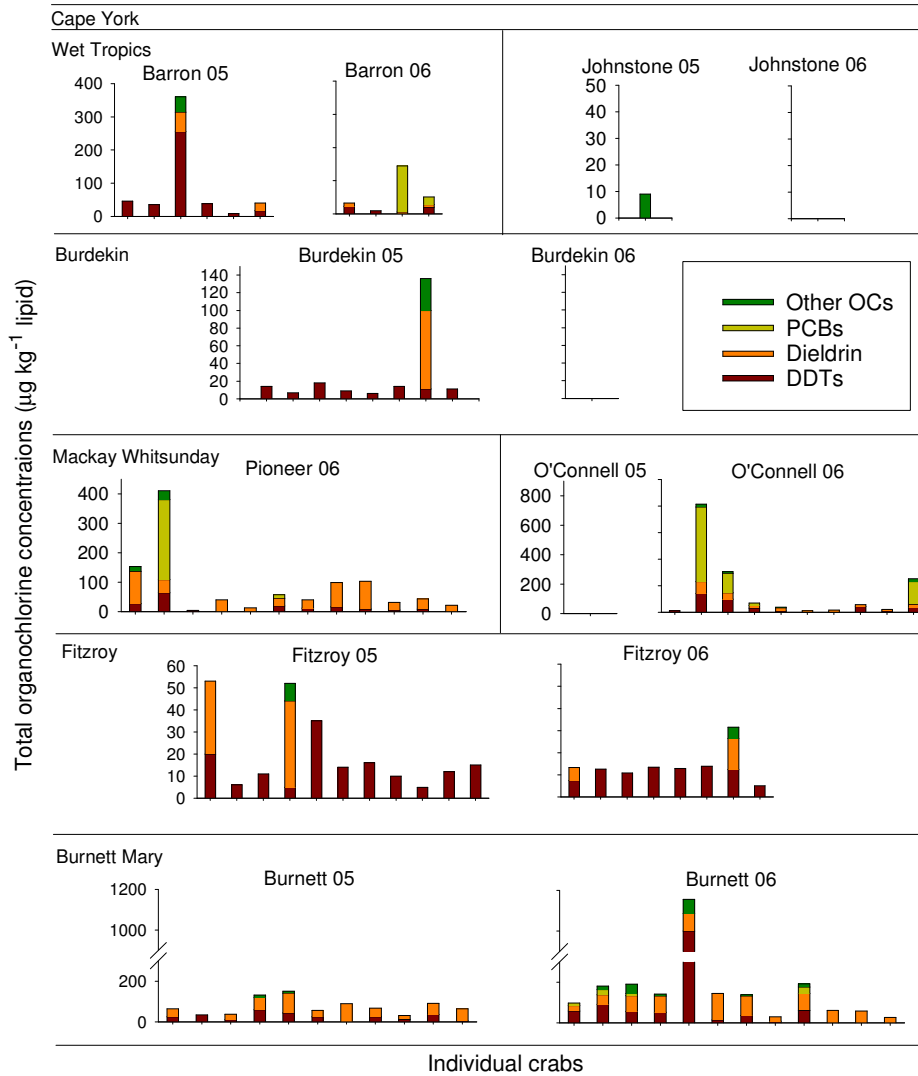 Cape York
Wet Tropics
Barron 05
Barron 06
Johnstone 05
Johnstone 06
400
300
200
100
0
50
40
30
20
10
0
Burdekin
Burdekin 05
Burdekin 06
140
120
100
80
60
40
20
0
Other OCs
PCBs
Dieldrin
DDTs
Total organochlorine concentraions (µg kg⁻¹ lipid)
Mackay Whitsunday
Pioneer 06
O'Connell 05
O'Connell 06
400
300
200
100
0
800
600
400
200
0
Fitzroy
Fitzroy 05
Fitzroy 06
60
50
40
30
20
10
0
Burnett Mary
Burnett 05
Burnett 06
1200
1000
200
0
Individual crabs